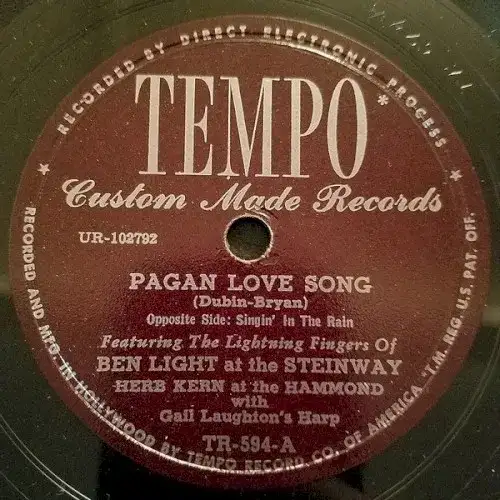 RECORDED BY DIRECT ELECTRONIC PROCESS
TEMPO*
Custom Made Records
UR-102792
PAGAN LOVE SONG
(Dubin-Bryan)
Opposite Side: Singin' In The Rain
Featuring The Lightning Fingers Of
BEN LIGHT at the STEINWAY
HERB KERN at the HAMMOND
with
Gail Laughton's Harp
TR-594-A
RECORDED AND MFG. IN HOLLYWOOD BY TEMPO RECORD CO. OF AMERICA *T.M. REG. U.S. PAT. OFF.